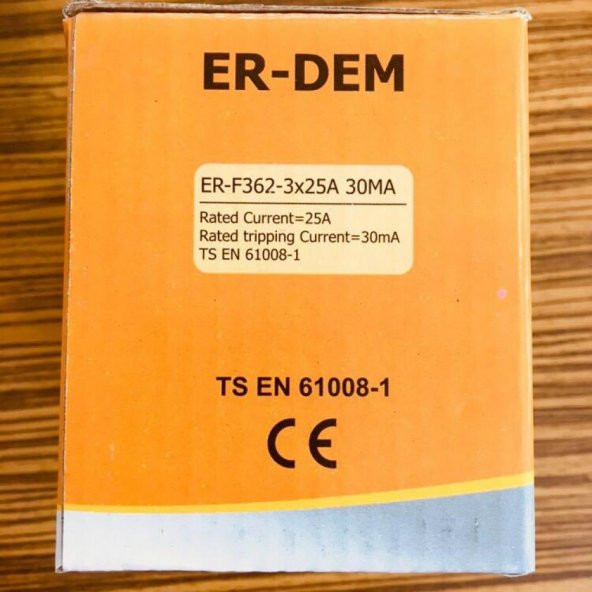 ER-DEM
ER-F362-3x25A 30MA
Rated Current=25A
Rated tripping Current=30mA
TS EN 61008-1
TS EN 61008-1
CE